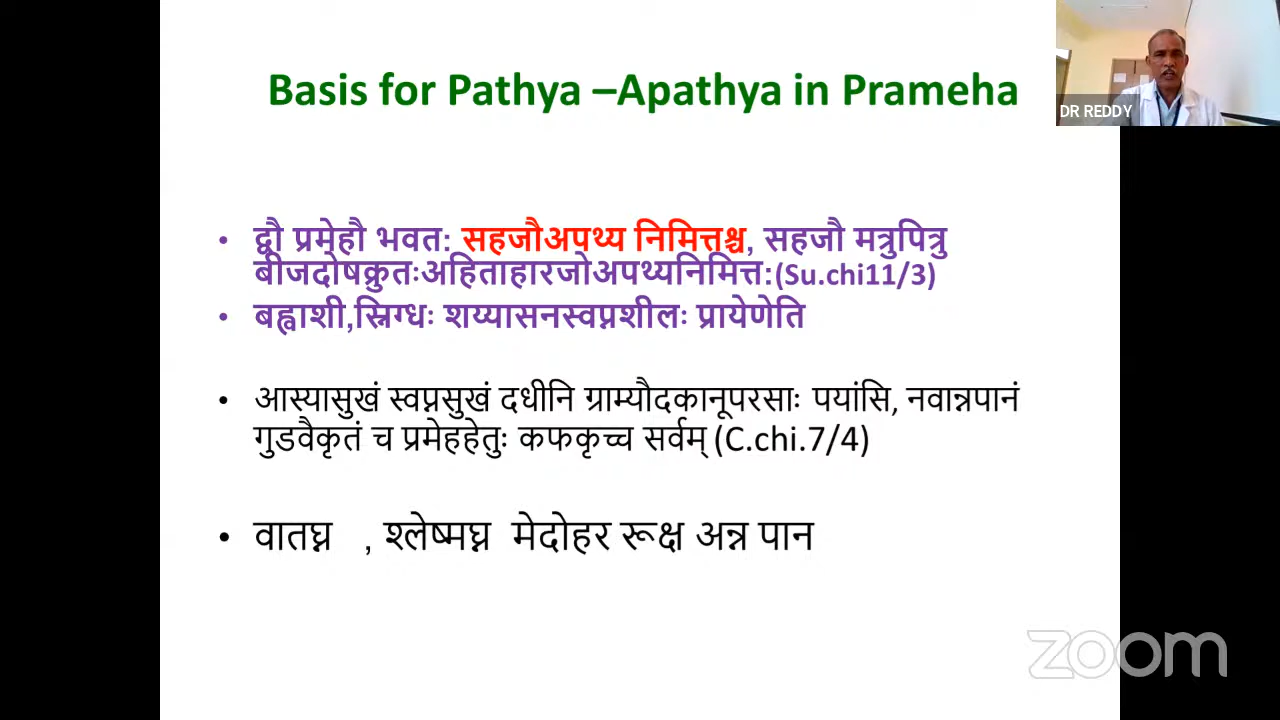 Basis for Pathya –Apathya in Prameha
DR REDDY
• द्वौ प्रमेहौ भवत: सहजौअपथ्य निमित्तश्च, सहजौ मत्रुपित्रु
बीजदोषक्रुतःअहिताहारजोअपथ्यनिमित्त:(Su.chi11/3)
• बह्वाशी,स्निग्धः शय्यासनस्वप्नशीलः प्रायेणेति
• आस्यासुखं स्वप्नसुखं दधीनि ग्राम्यौदकानूपरसाः पयांसि, नवान्नपानं
गुडवैकृतं च प्रमेहहेतुः कफकृच्च सर्वम् (C.chi.7/4)
• वातघ्न , श्लेष्मघ्न मेदोहर रूक्ष अन्न पान
zoom